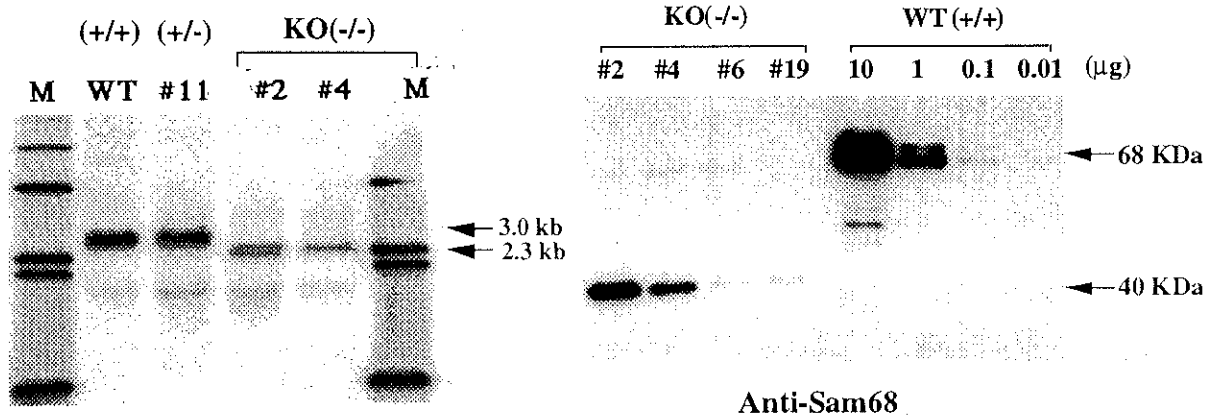 (+/+) (+/-) KO(-/-)
M WT #11 #2 #4 M
3.0 kb
2.3 kb
KO(-/-) WT (+/+)
#2 #4 #6 #19 10 1 0.1 0.01 (μg)
68 KDa
40 KDa
Anti-Sam68